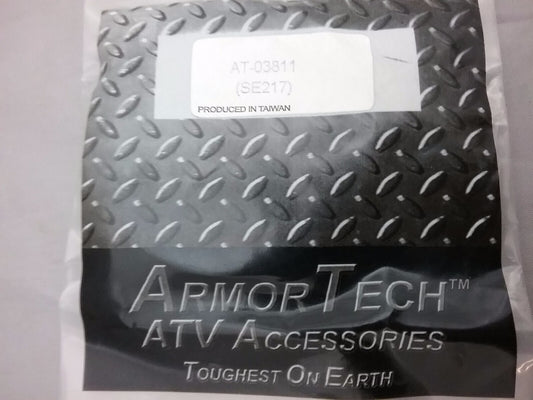 AT-03811
(SE217)
PRODUCED IN TAIWAN
ARMORTECH™
ATV ACCESSORIES
TOUGHEST ON EARTH